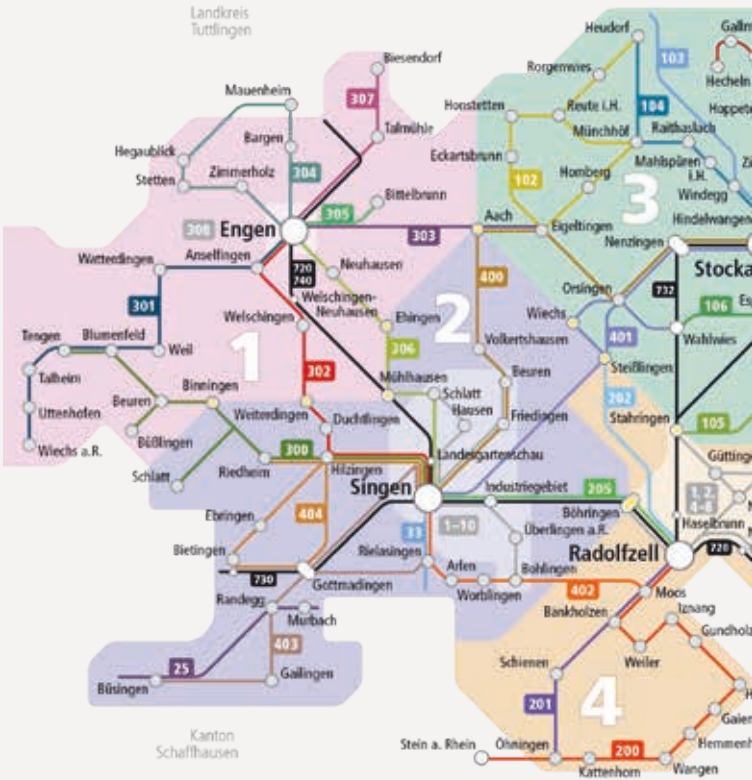 Landkreis
Tuttlingen
Heudorf
Biesendorf
103
Hecheln
Rorgenwies
Mauenheim
307
Honstetten
Reute i.H.
104
Talmühle
Münchhöf
Raithaslach
Bargen
Hegaublick
Eckartsbrunn
Mahlspüren
i.H.
Stetten
Zimmerholz
304
102
Homberg
Windegg
Bittelbrunn
3
305
Aach
Hindelwangen
308
Engen
303
Eigeltingen
Nenzingen
Watterdingen
Anselfingen
720
740
Neuhausen
400
Stocka
Orsingen
732
301
Welschingen-
Neuhausen
2
Wiechs
106
Welschingen
Ehingen
401
Tengen
Blumenfeld
1
Volkertshausen
Wahlwies
Weil
306
Steißlingen
Talheim
302
Mühlhausen
Beuren
Binningen
Schlatt
202
Beuren
Hausen
Uttenhofen
Weiterdingen
Duchtlingen
Friedingen
Stahringen
105
Büßlingen
Wiechs a.R.
300
Landesgartenschau
Schlatt
Riedheim
Hilzingen
Singen
Industriegebiet
205
1, 2,
4-6
Ebringen
404
33
1-10
Böhringen
Überlingen a.R.
Haselbrunn
Bietingen
Rielasingen
Radolfzell
720
730
Gottmadingen
Arlen
Bohlingen
Worblingen
402
Moos
Randegg
Murbach
Bankholzen
Iznang
403
25
Weiler
Schienen
Büsingen
Gailingen
4
201
Kanton
Schaffhausen
Stein a. Rhein
Öhningen
200
Kattenhorn
Wangen